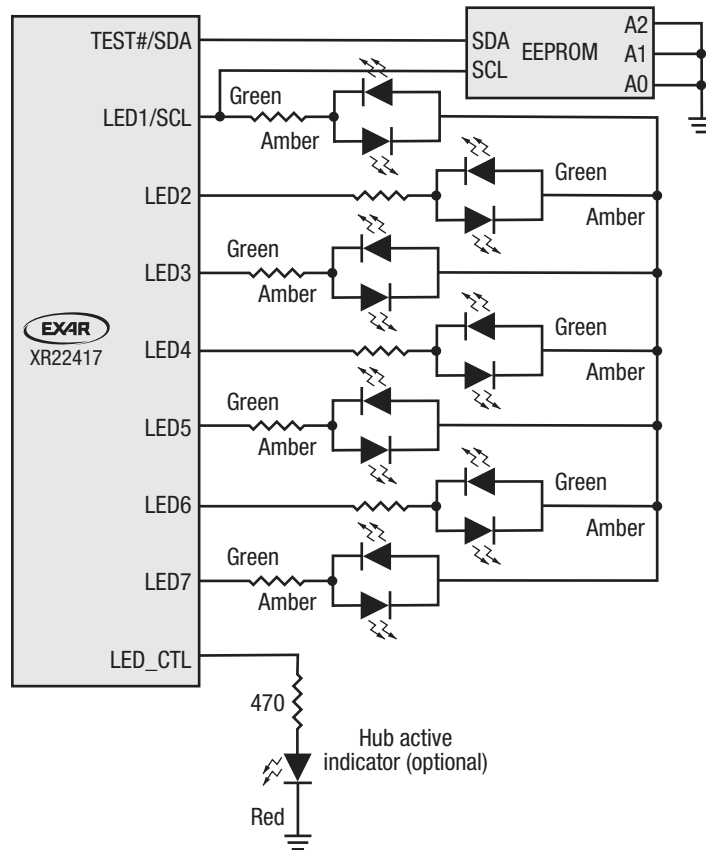 TEST#/SDA
SDA
SCL
EEPROM
A2
A1
A0
LED1/SCL
Green
Amber
LED2
Green
Amber
LED3
Green
Amber
EXAR
XR22417
LED4
Green
Amber
LED5
Green
Amber
LED6
Green
Amber
LED7
Green
Amber
LED_CTL
470
Hub active
indicator (optional)
Red